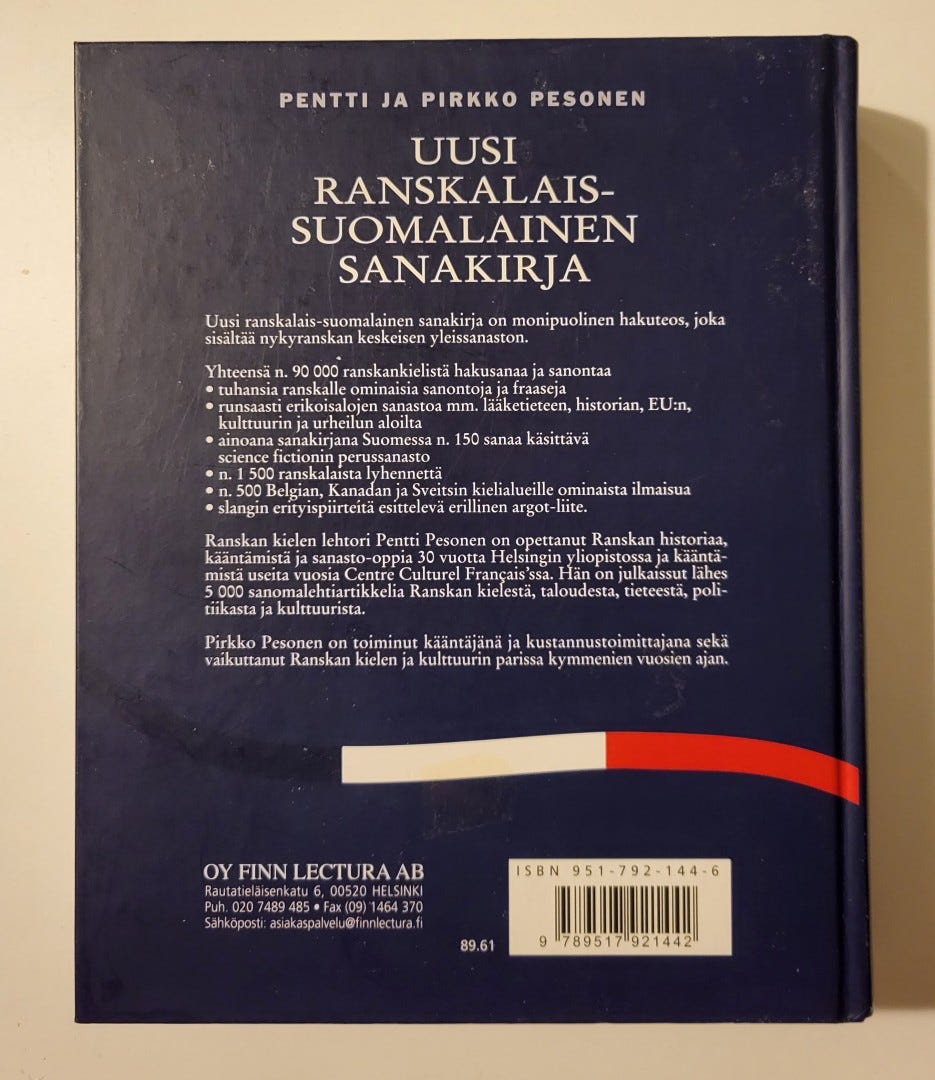 PENTTI JA PIRKKO PESONEN
UUSI
RANSKALAIS-
SUOMALAINEN
SANAKIRJA
Uusi ranskalais-suomalainen sanakirja on monipuolinen hakuteos, joka
sisältää nykyranskan keskeisen yleissanaston.
Yhteensä n. 90 000 ranskankielistä hakusanaa ja sanontaa
• tuhansia ranskalle ominaisia sanontoja ja fraaseja
• runsaasti erikoisalojen sanastoa mm. lääketieteen, historian, EU:n,
kulttuurin ja urheilun aloilta
• ainoana sanakirjana Suomessa n. 150 sanaa käsittävä
science fictionin perussanasto
• n. 1 500 ranskalaista lyhennettä
• n. 500 Belgian, Kanadan ja Sveitsin kielialueille ominaista ilmaisua
• slangin erityispiirteitä esittelevä erillinen argot-liite.
Ranskan kielen lehtori Pentti Pesonen on opettanut Ranskan historiaa,
kääntämistä ja sanasto-oppia 30 vuotta Helsingin yliopistossa ja kääntä-
mistä useita vuosia Centre Culturel Français'ssa. Hän on julkaissut lähes
5 000 sanomalehtiartikkelia Ranskan kielestä, taloudesta, tieteestä, poli-
tiikasta ja kulttuurista.
Pirkko Pesonen on toiminut kääntäjänä ja kustannustoimittajana sekä
vaikuttanut Ranskan kielen ja kulttuurin parissa kymmenien vuosien ajan.
OY FINN LECTURA AB
Rautatieläisenkatu 6, 00520 HELSINKI
Puh. 020 7489 485 • Fax (09) 1464 370
Sähköposti: asiakaspalvelu@finnlectura.fi
89.61
ISBN 951-792-144-6
9 789517 921442